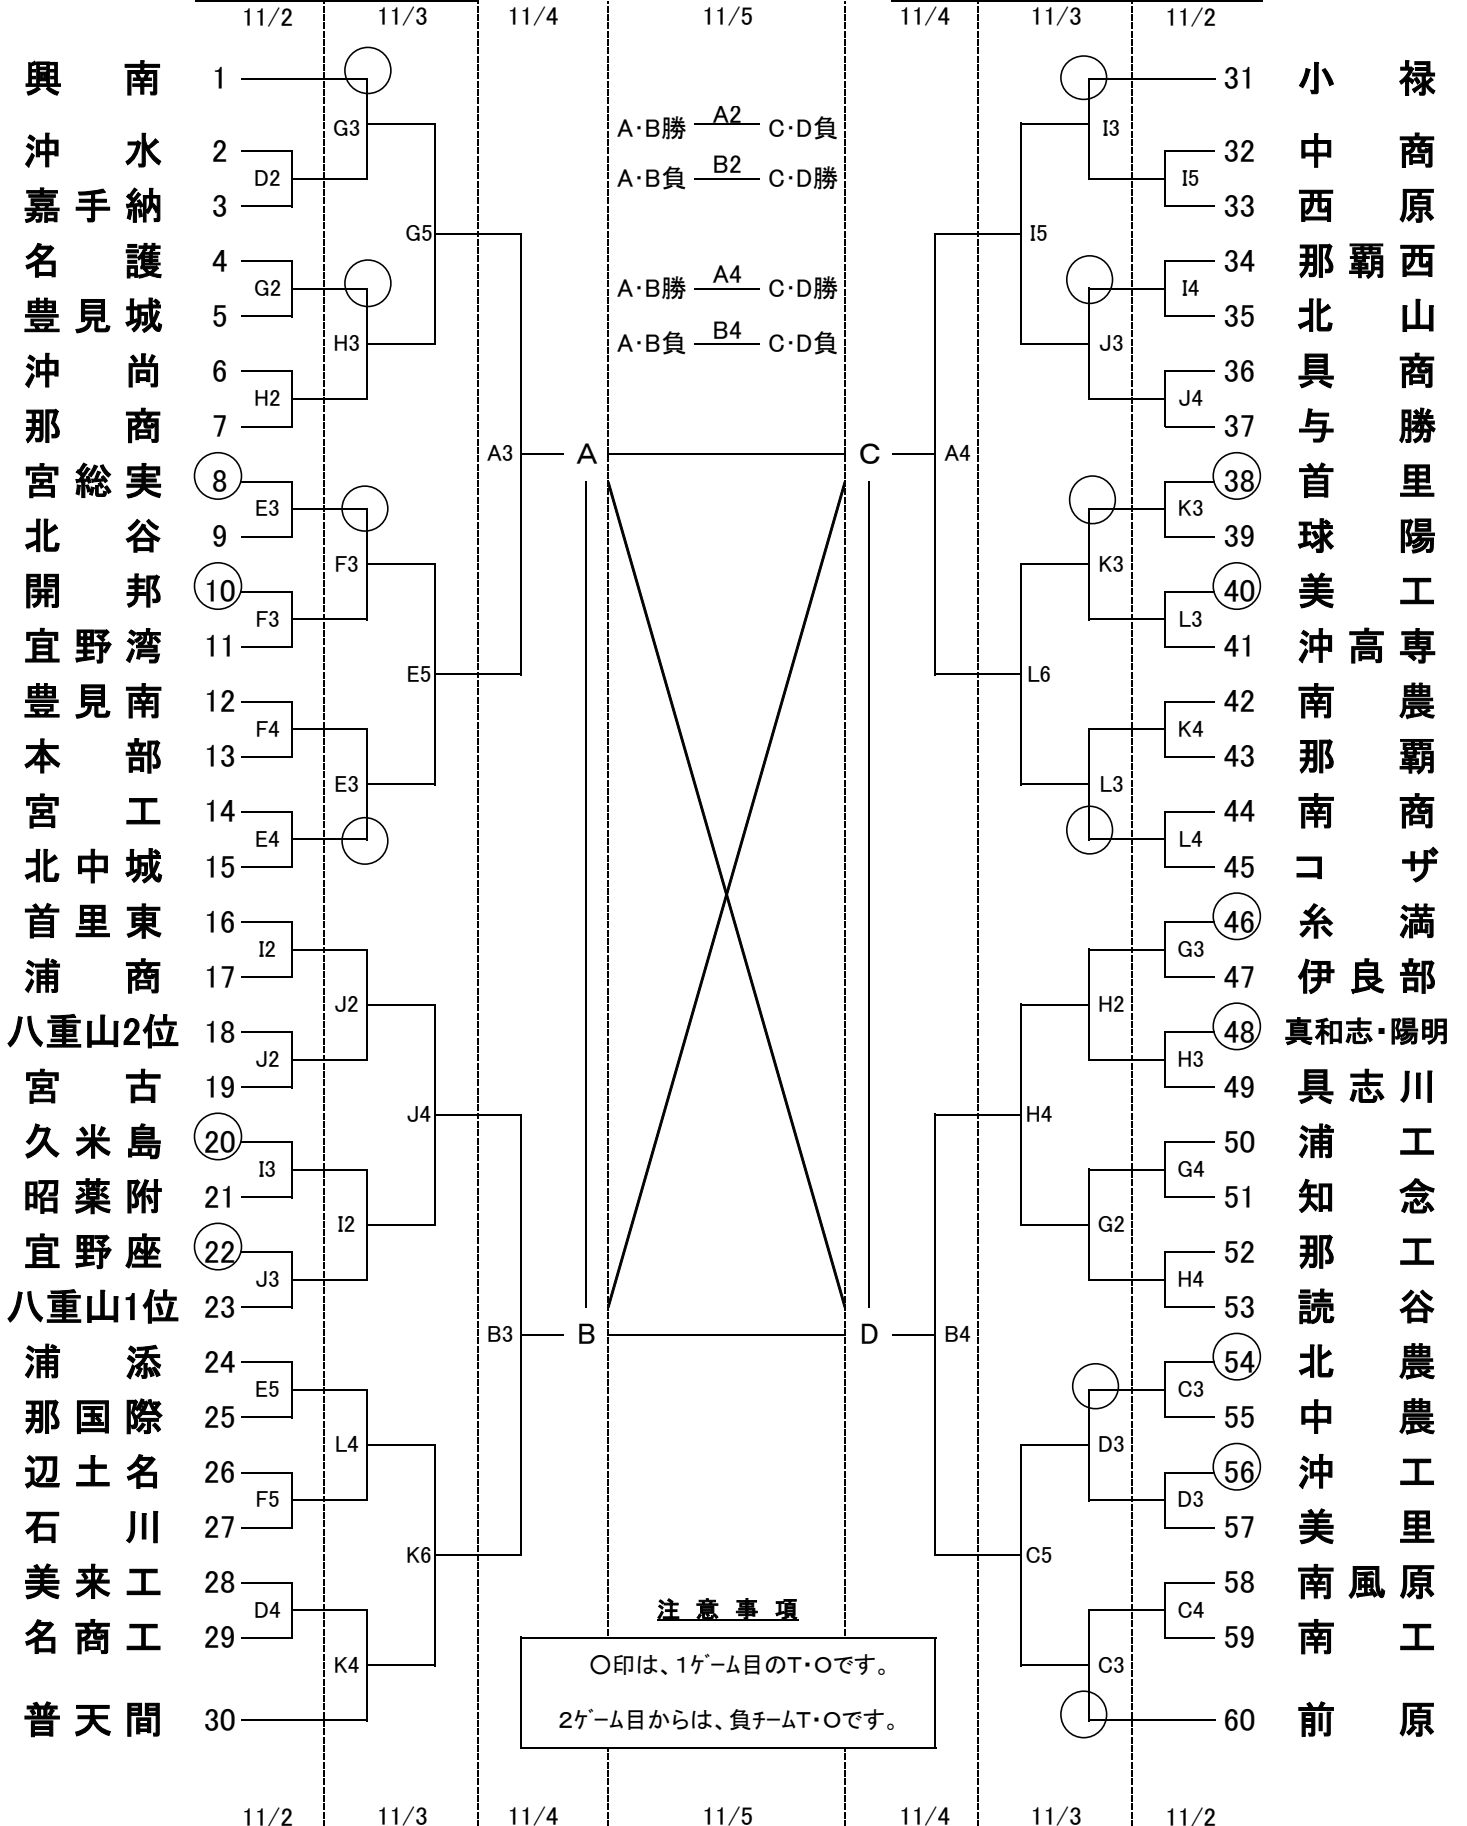 11/2 11/3 11/4 11/5 11/4 11/3 11/2
興南 1 31 小禄
A・B勝 A2 C・D負
G3 I3
沖水 2 32 中商
D2 A・B負 B2 C・D勝 I5
嘉手納 3 33 西原
G5 I5
名護 4 34 那覇西
G2 A・B勝 A4 C・D勝 I4
豊見城 5 35 北山
H3 A・B負 B4 C・D負 J3
沖尚 6 36 具商
H2 J4
那商 7 37 与勝
A3 A C A4
宮総実 8 38 首里
E3 K3
北谷 9 39 球陽
F3 K3
開邦 10 40 美工
F3 L3
宜野湾 11 41 沖高専
E5 L6
豊見南 12 42 南農
F4 K4
本部 13 43 那覇
E3 L3
宮工 14 44 南商
E4 L4
北中城 15 45 コザ
首里東 16 46 糸満
I2 G3
浦商 17 47 伊良部
J2 H2
八重山2位 18 48 真和志・陽明
J2 H3
宮古 19 49 具志川
J4 H4
久米島 20 50 浦工
I3 G4
昭薬附 21 51 知念
I2 G2
宜野座 22 52 那工
J3 H4
八重山1位 23 53 読谷
B3 B D B4
浦添 24 54 北農
E5 C3
那国際 25 55 中農
L4 D3
辺土名 26 56 沖工
F5 D3
石川 27 57 美里
K6 C5
美来工 28 58 南風原
D4 注意事項 C4
名商工 29 59 南工
K4 〇印は、1ゲーム目のT・Oです。 C3
普天間 30 2ゲーム目からは、負チームT・Oです。 60 前原
11/2 11/3 11/4 11/5 11/4 11/3 11/2